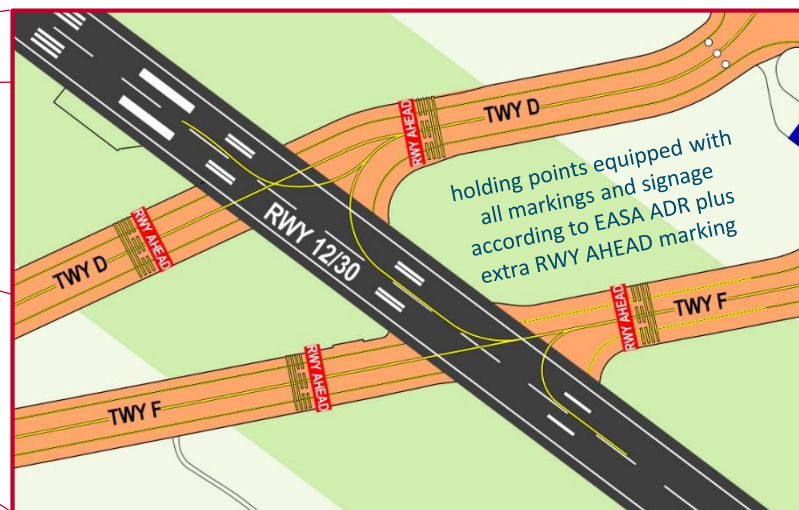 RWY AHEAD
TWY D
holding points equipped with
all markings and signage
according to EASA ADR plus
extra RWY AHEAD marking
RWY 12/30
RWY AHEAD
TWY D
RWY AHEAD
TWY F
RWY AHEAD
TWY F